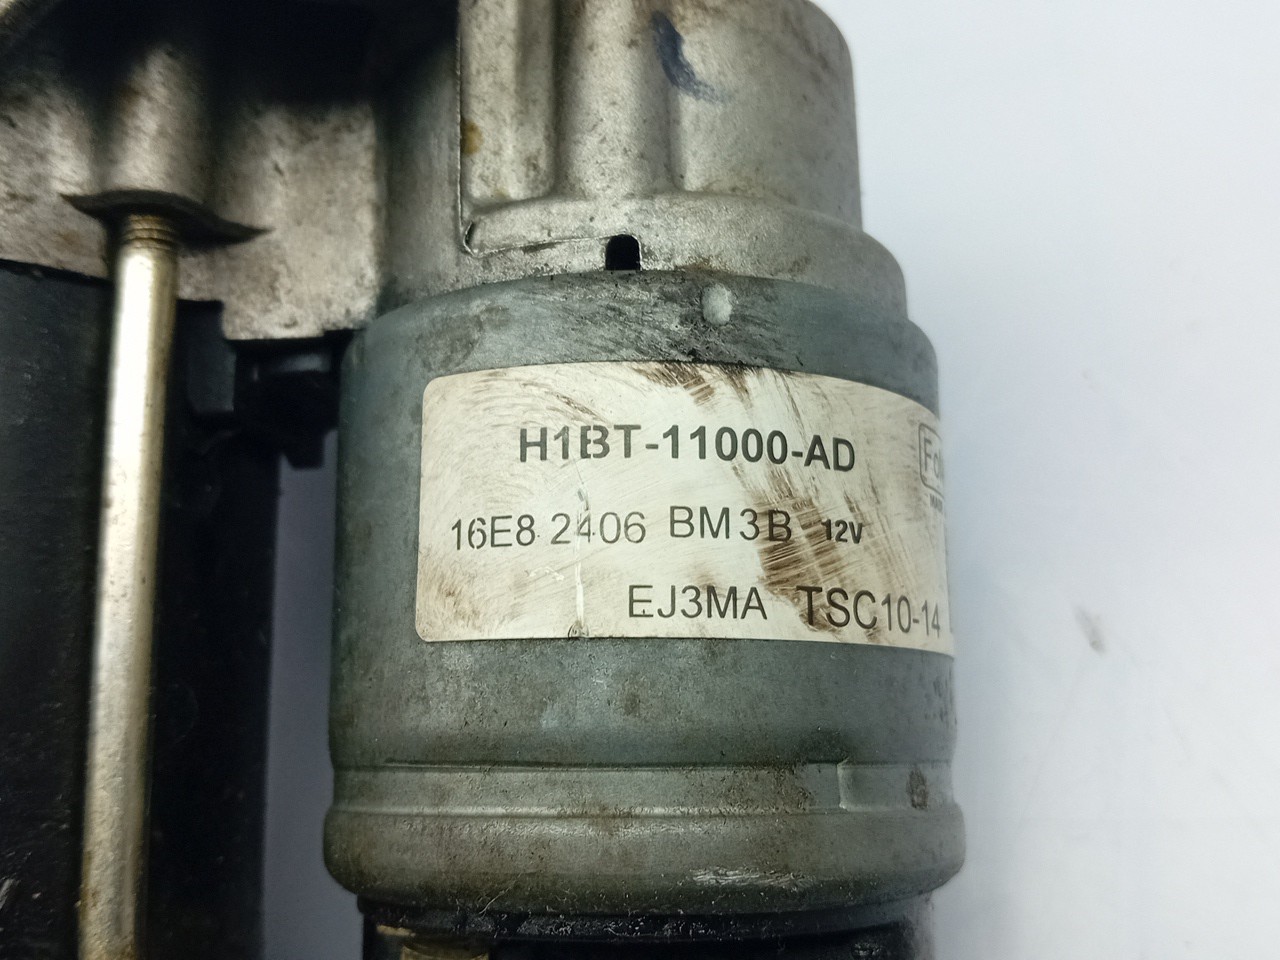 H1BT-11000-AD
16E8 2406 BM3B 12V
EJ3MA TSC10-14